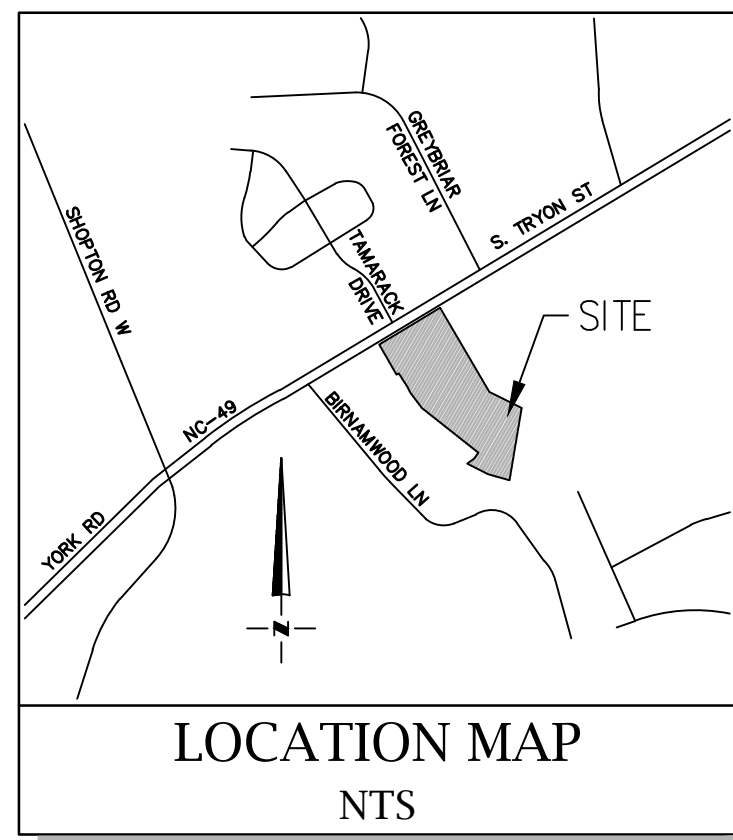 GREYBRIAR
FOREST LN
S. TRYON ST
SHOPTON RD W
TAMARACK
DRIVE
SITE
NC-49
BIRNAMWOOD LN
YORK RD
N
LOCATION MAP
NTS